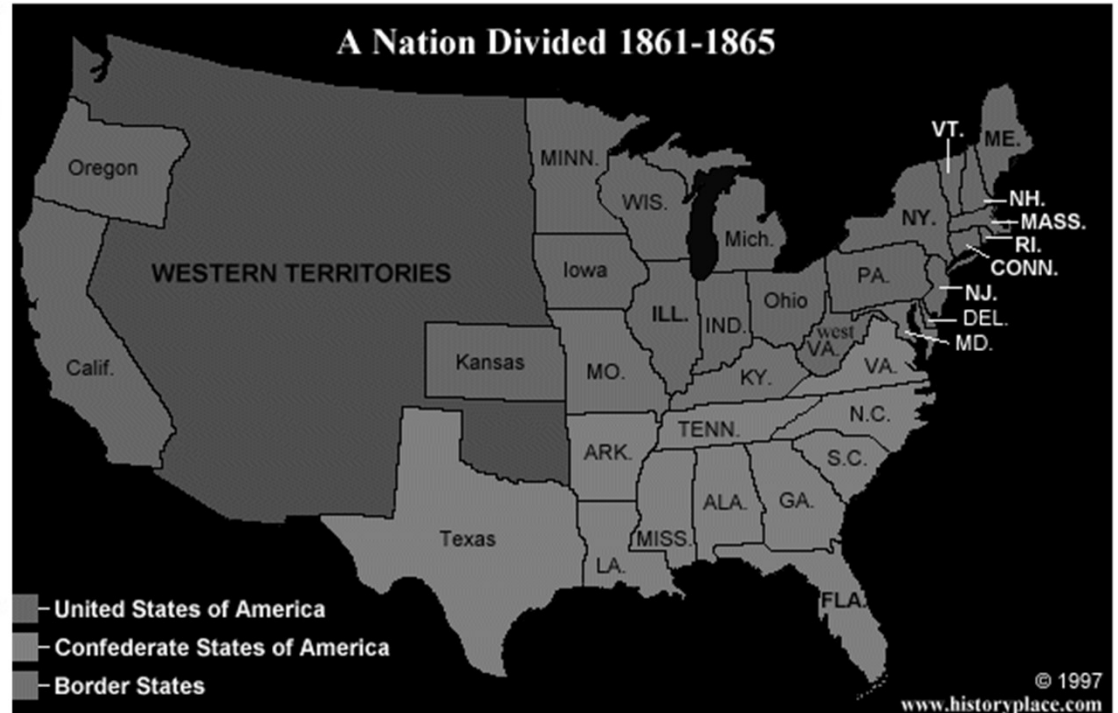 A Nation Divided 1861-1865
VT.
ME.
Oregon
MINN.
WIS.
NH.
NY.
MASS.
Mich.
RI.
CONN.
WESTERN TERRITORIES
Iowa
PA.
NJ.
Ohio
ILL.
IND.
DEL.
west
VA.
MD.
Kansas
Calif.
MO.
KY.
VA.
N.C.
TENN.
ARK.
S.C.
ALA.
GA.
Texas
MISS.
LA.
FLA.
United States of America
Confederate States of America
Border States
© 1997
www.historyplace.com